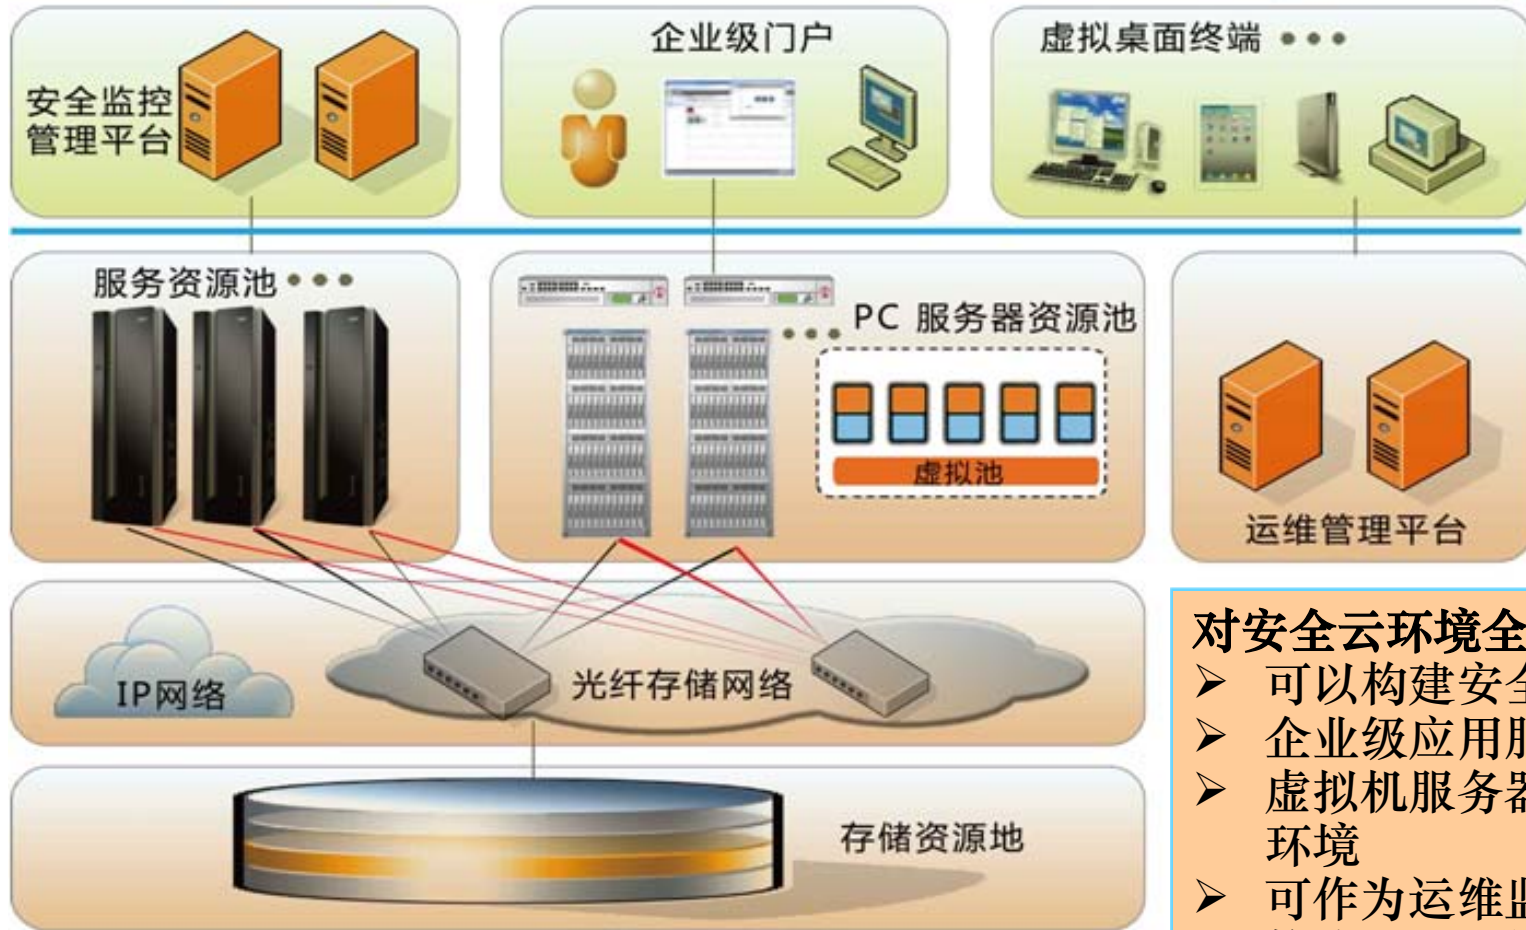 安全监控
管理平台
企业级门户
虚拟桌面终端
服务资源池
PC 服务器资源池
虚拟池
运维管理平台
IP网络
光纤存储网络
存储资源地
对安全云环境全
➢ 可以构建安全
➢ 企业级应用服
➢ 虚拟机服务器
环境
➢ 可作为运维监